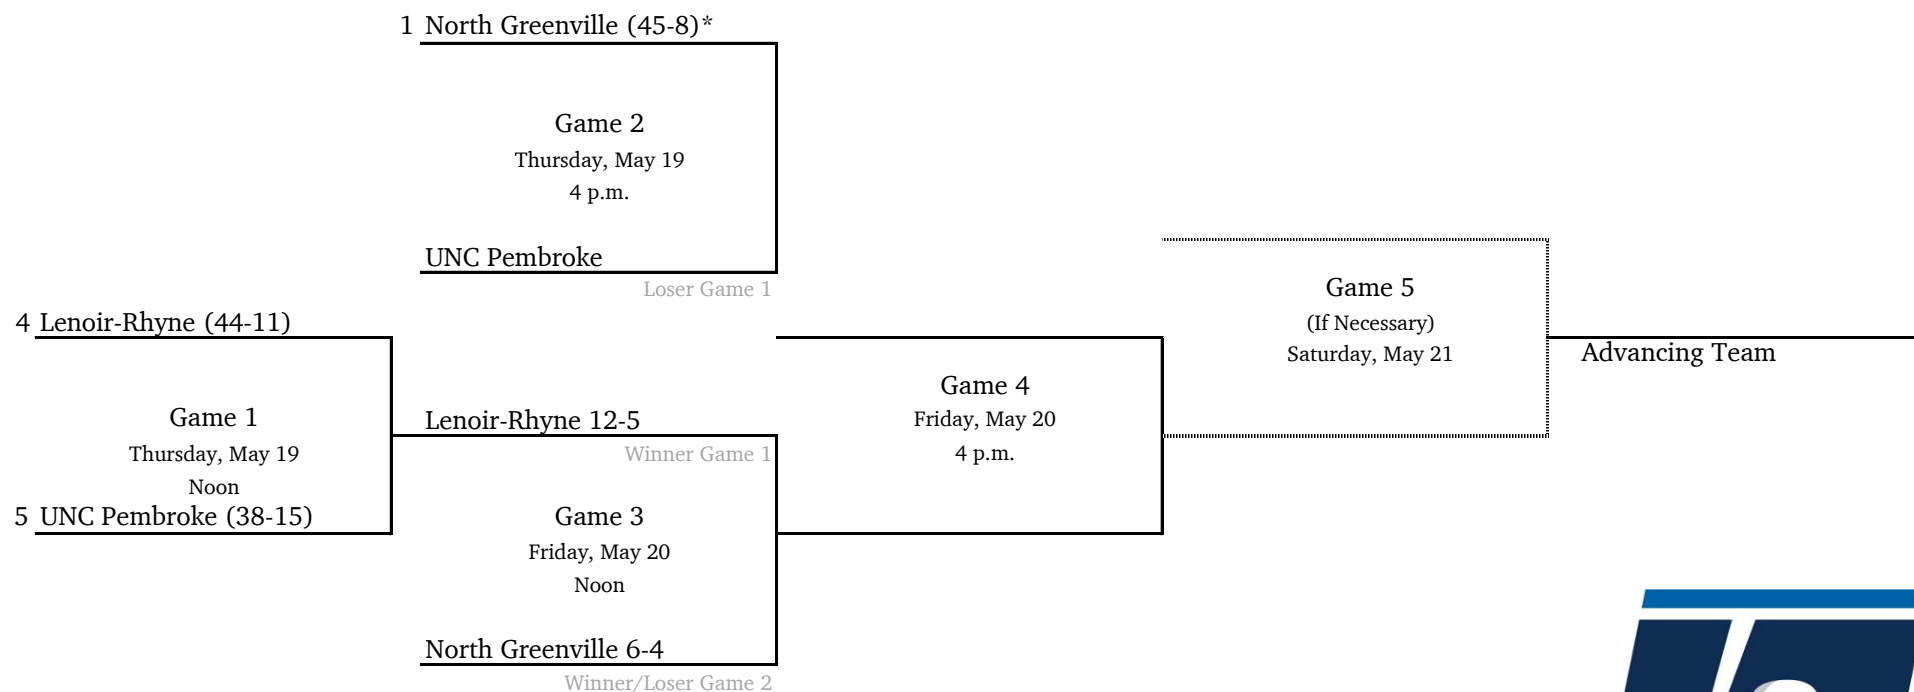 1 North Greenville (45-8)*
Game 2
Thursday, May 19
4 p.m.
UNC Pembroke
Loser Game 1
4 Lenoir-Rhyne (44-11)
Game 1
Thursday, May 19
Noon
5 UNC Pembroke (38-15)
Lenoir-Rhyne 12-5
Winner Game 1
Game 3
Friday, May 20
Noon
North Greenville 6-4
Winner/Loser Game 2
Game 4
Friday, May 20
4 p.m.
Game 5
(If Necessary)
Saturday, May 21
Advancing Team